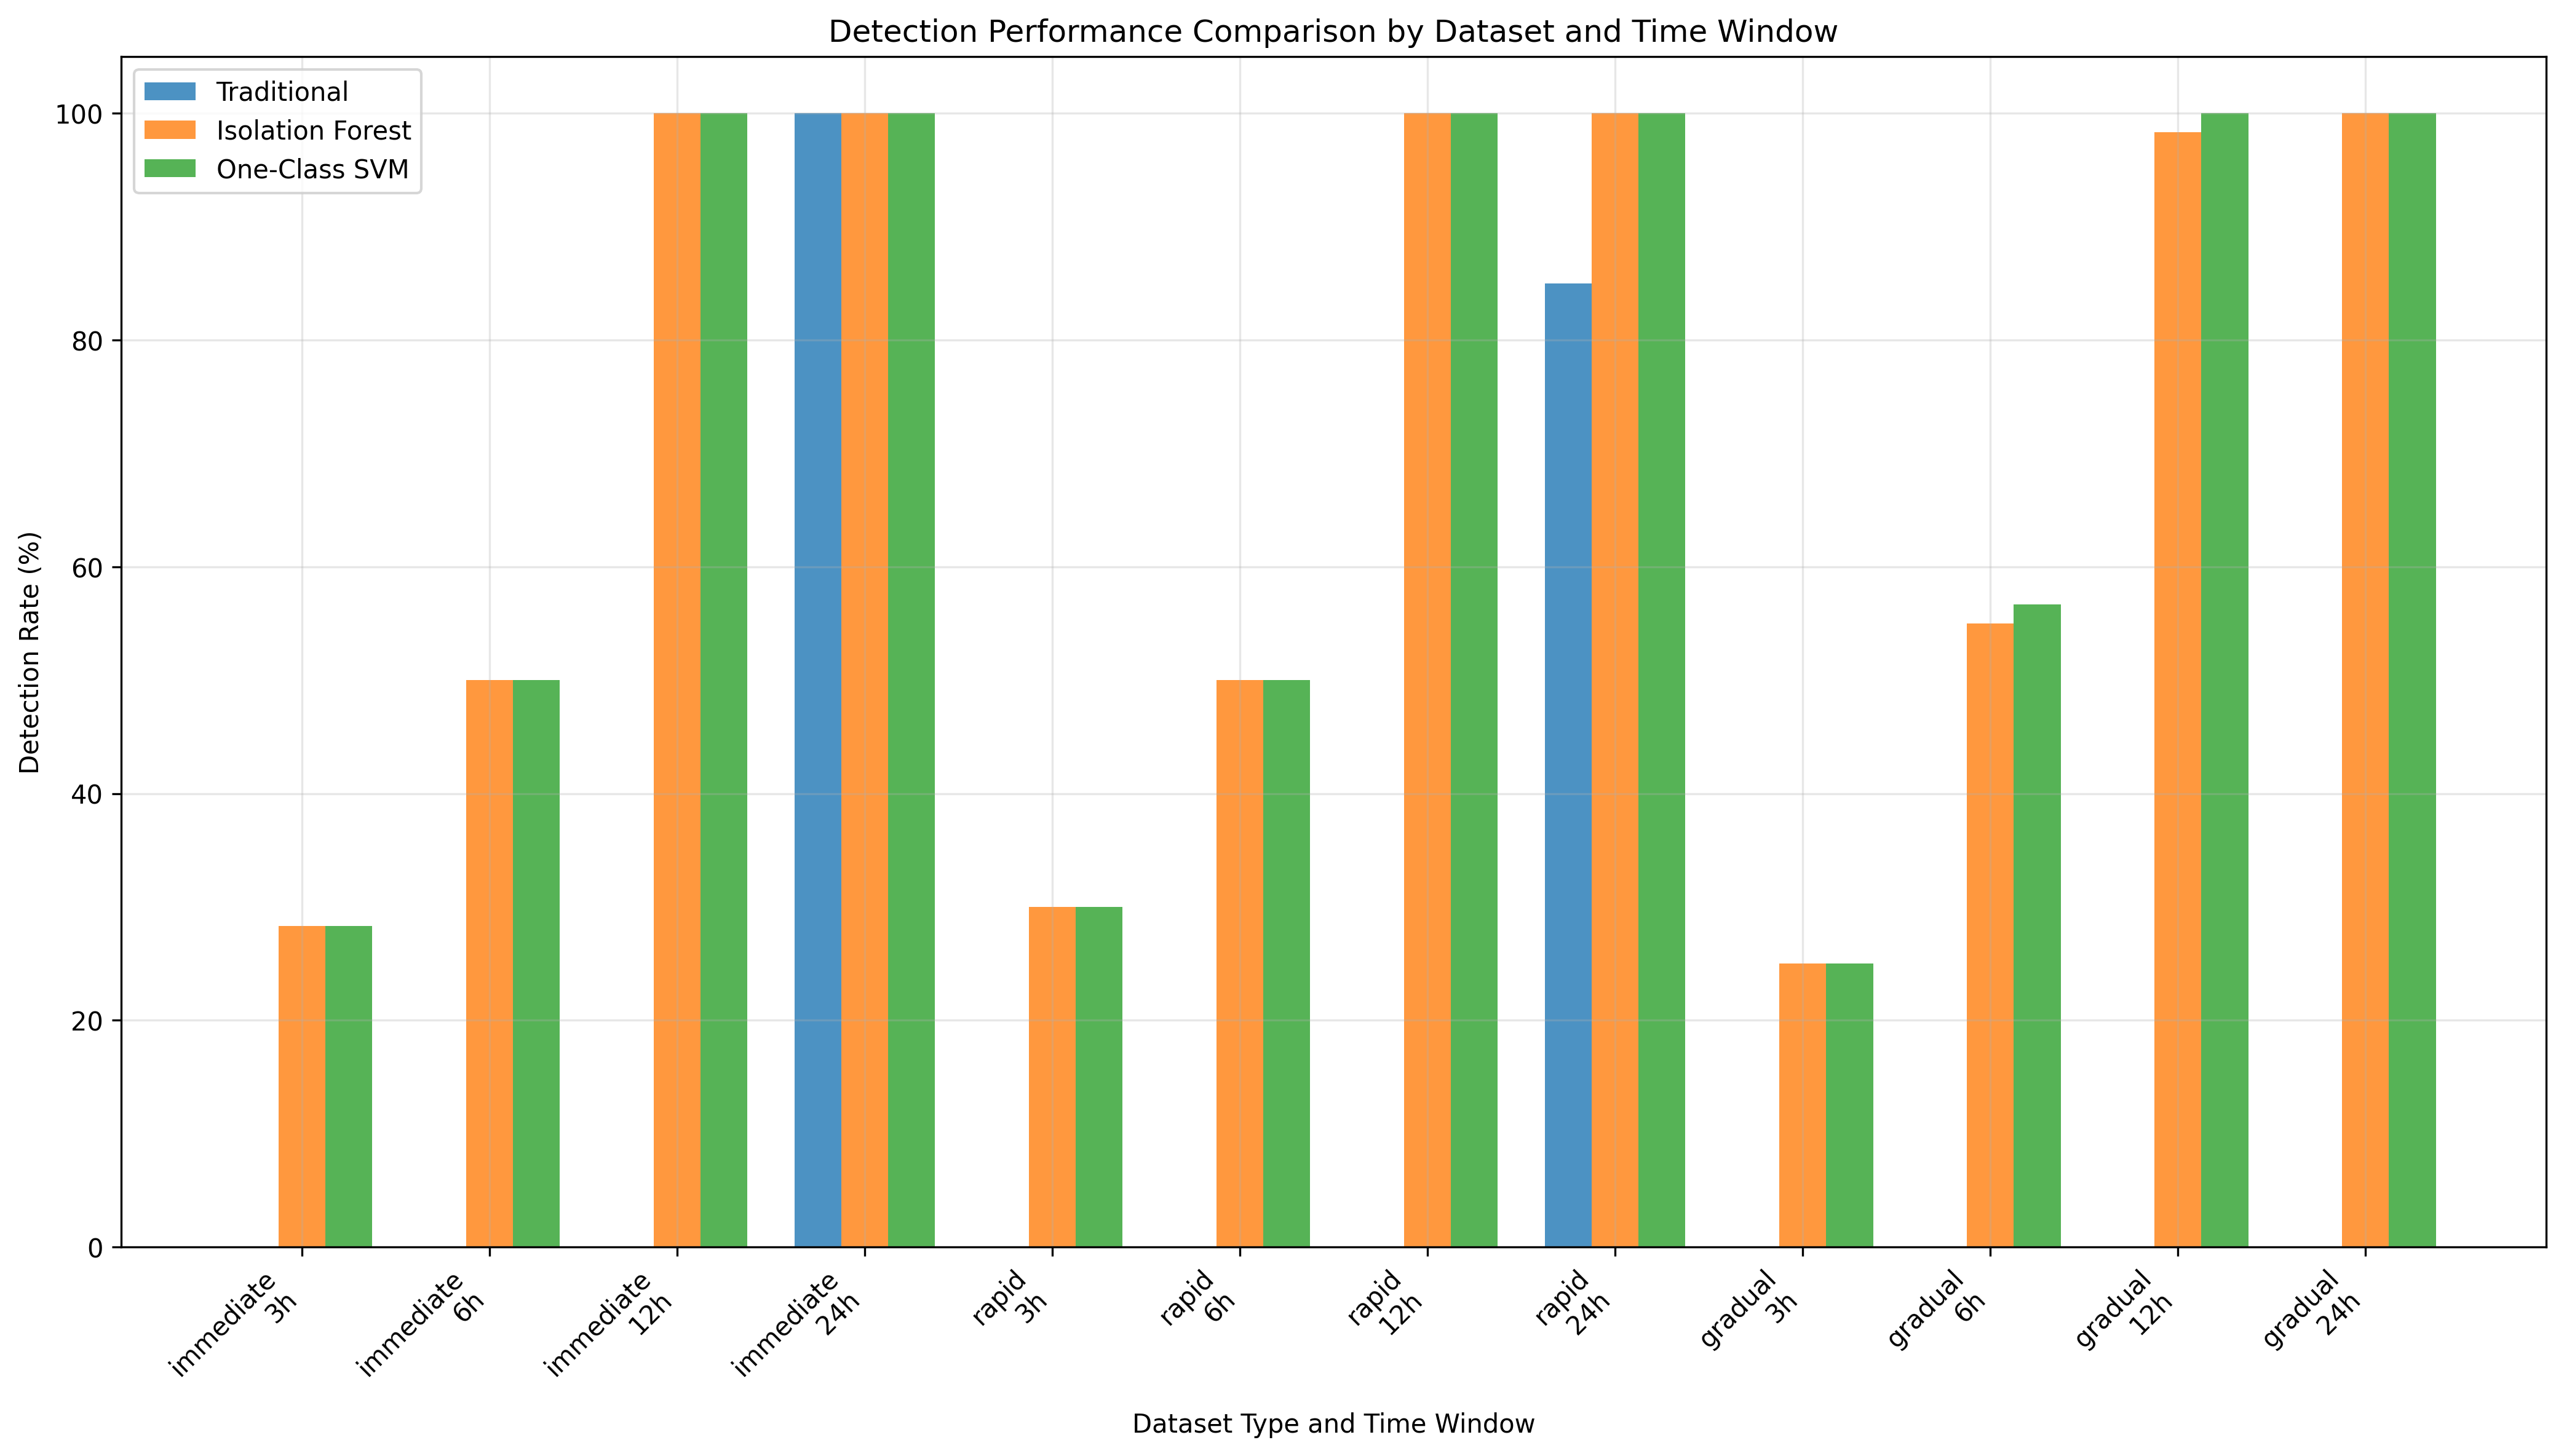 Detection Performance Comparison by Dataset and Time Window
Traditional
Isolation Forest
One-Class SVM
Detection Rate (%)
100
80
60
40
20
0
immediate
3h
immediate
6h
immediate
12h
immediate
24h
rapid
3h
rapid
6h
rapid
12h
rapid
24h
gradual
3h
gradual
6h
gradual
12h
gradual
24h
Dataset Type and Time Window